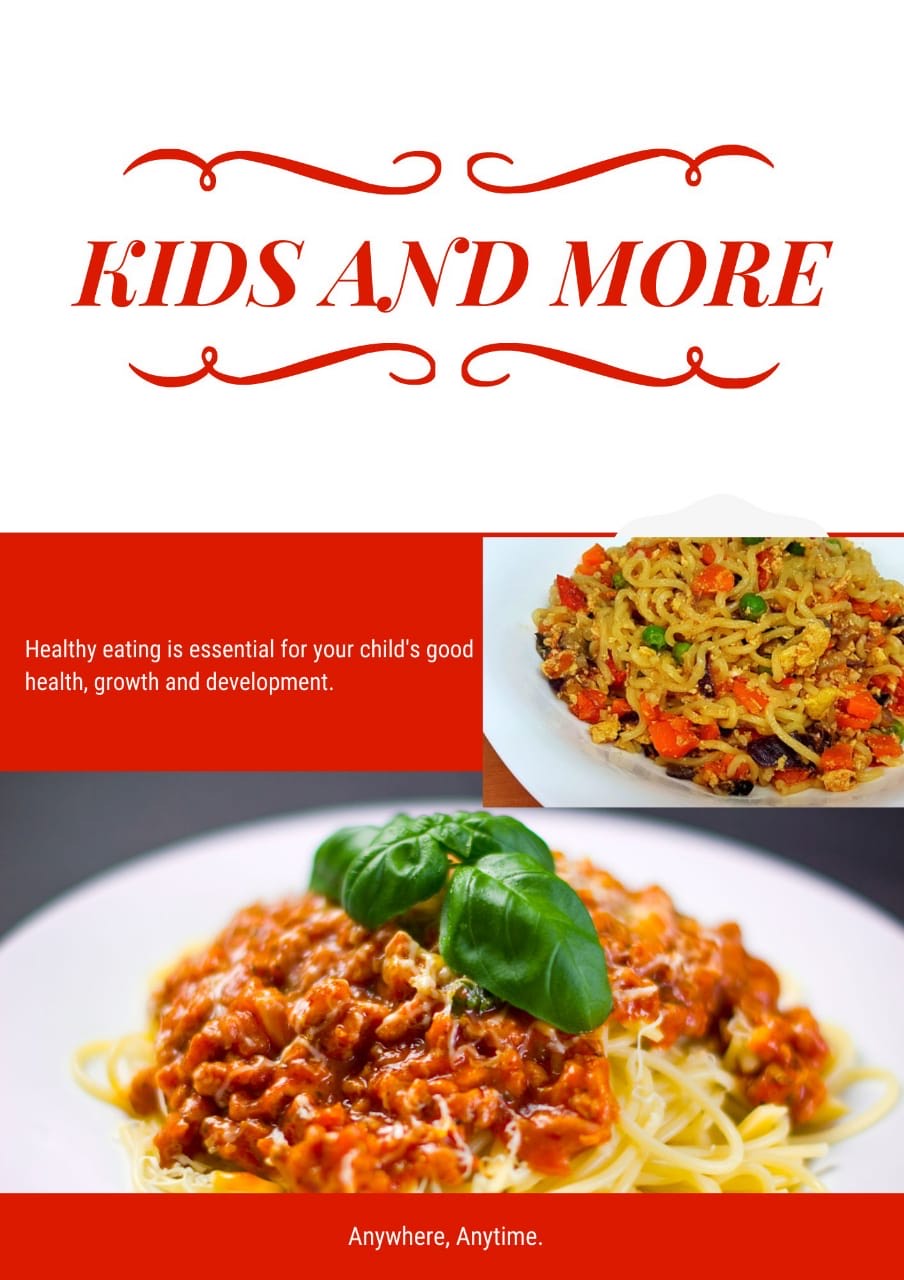 KIDS AND MORE
Healthy eating is essential for your child's good
health, growth and development.
Anywhere, Anytime.